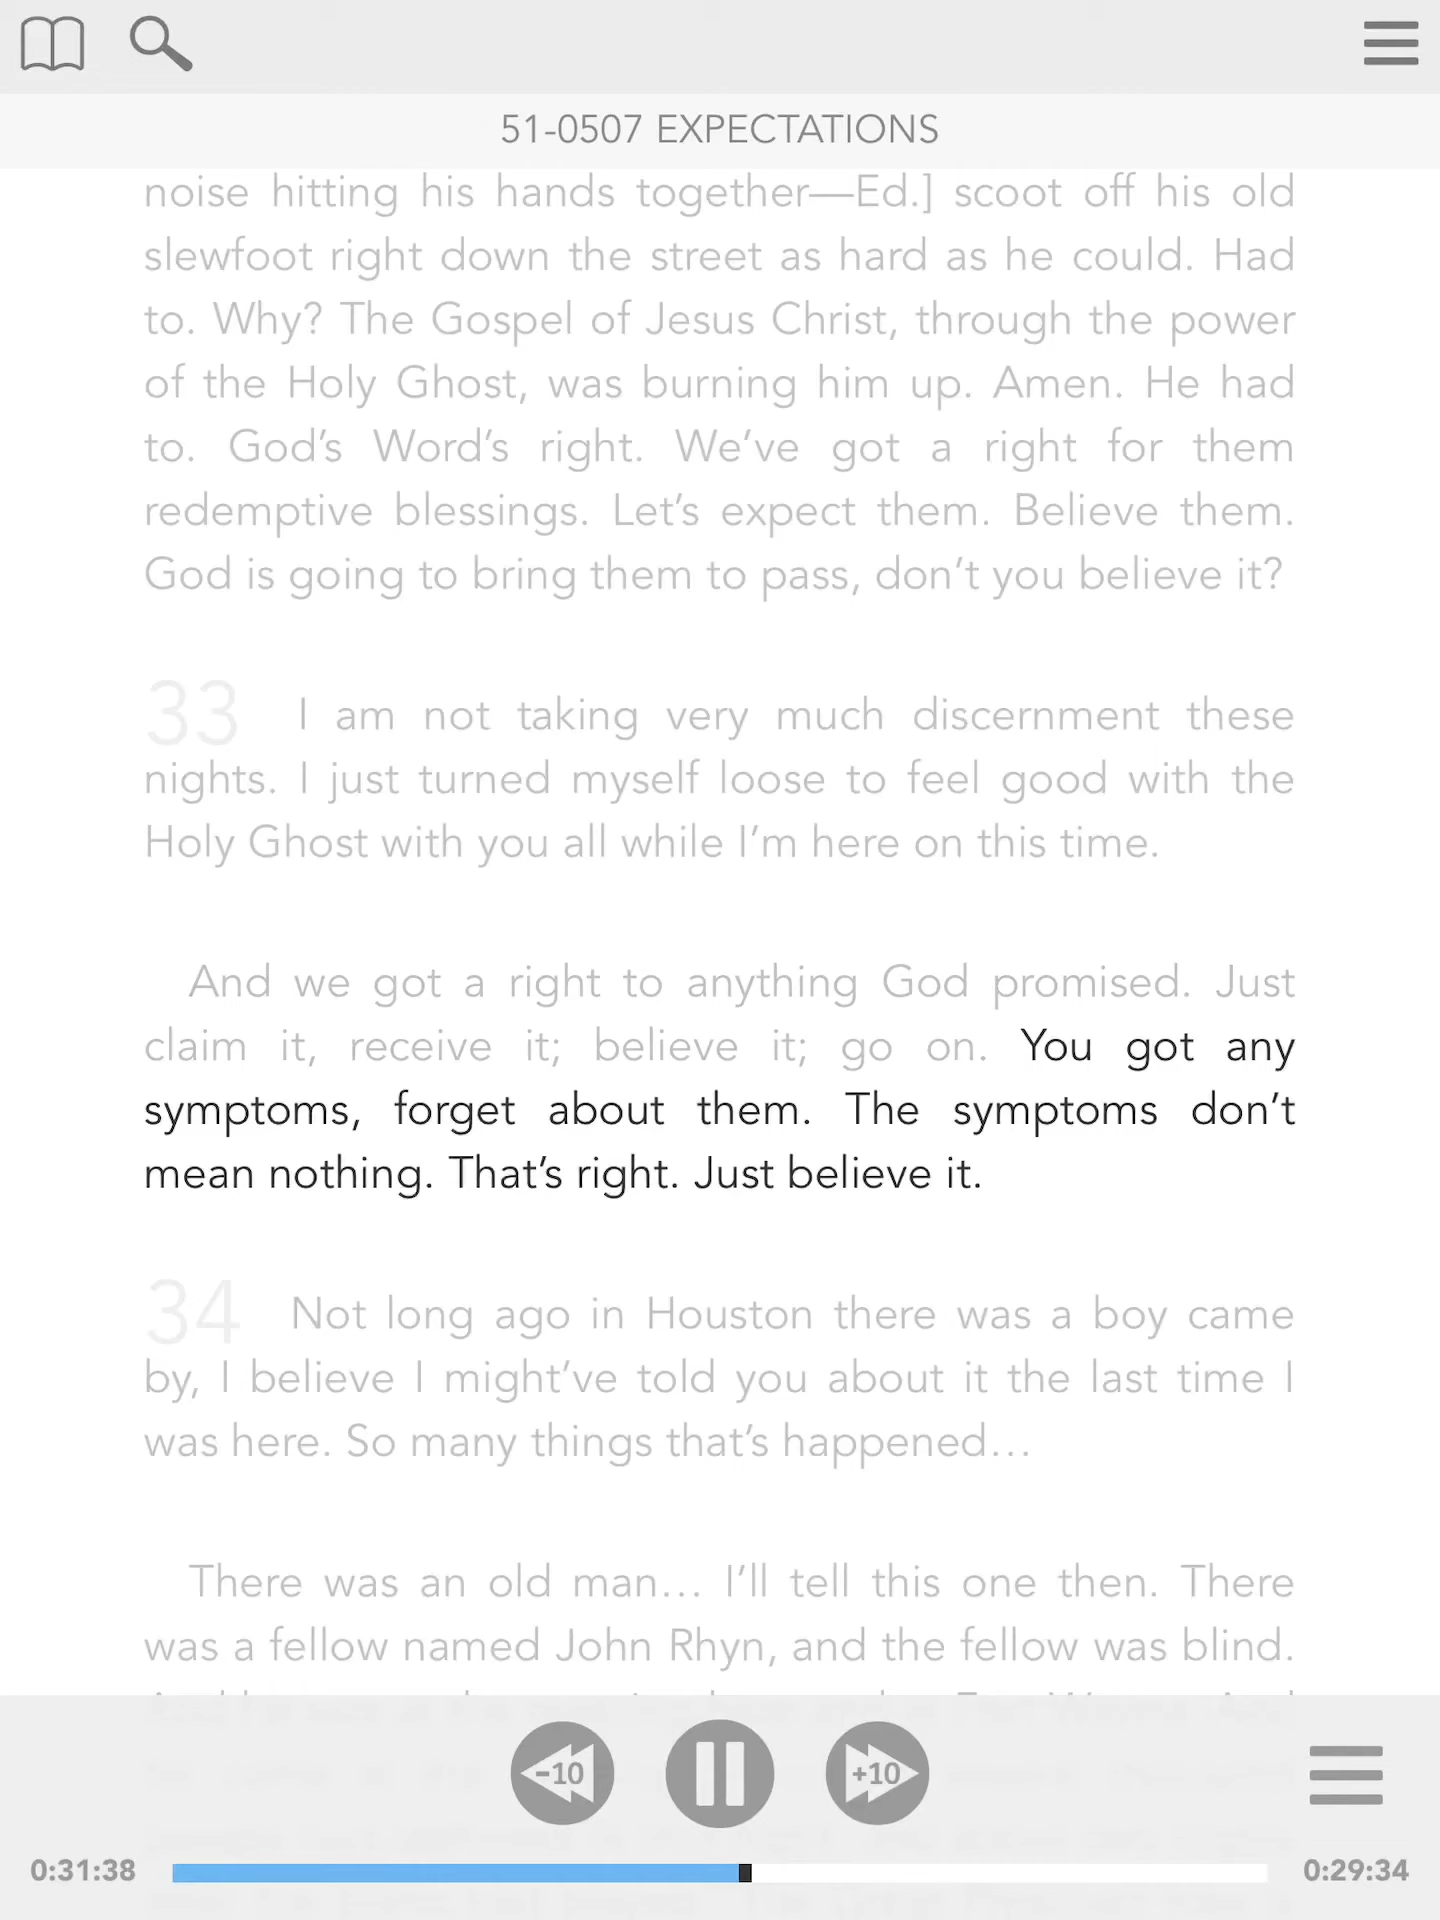 51-0507 EXPECTATIONS
noise hitting his hands together—Ed.] scoot off his old
slewfoot right down the street as hard as he could. Had
to. Why? The Gospel of Jesus Christ, through the power
of the Holy Ghost, was burning him up. Amen. He had
to. God’s Word’s right. We’ve got a right for them
redemptive blessings. Let’s expect them. Believe them.
God is going to bring them to pass, don’t you believe it?
33 I am not taking very much discernment these
nights. I just turned myself loose to feel good with the
Holy Ghost with you all while I’m here on this time.
And we got a right to anything God promised. Just
claim it, receive it; believe it; go on. You got any
symptoms, forget about them. The symptoms don’t
mean nothing. That’s right. Just believe it.
34 Not long ago in Houston there was a boy came
by, I believe I might’ve told you about it the last time I
was here. So many things that’s happened…
There was an old man… I’ll tell this one then. There
was a fellow named John Rhyn, and the fellow was blind.
-10 +10
0:31:38 0:29:34